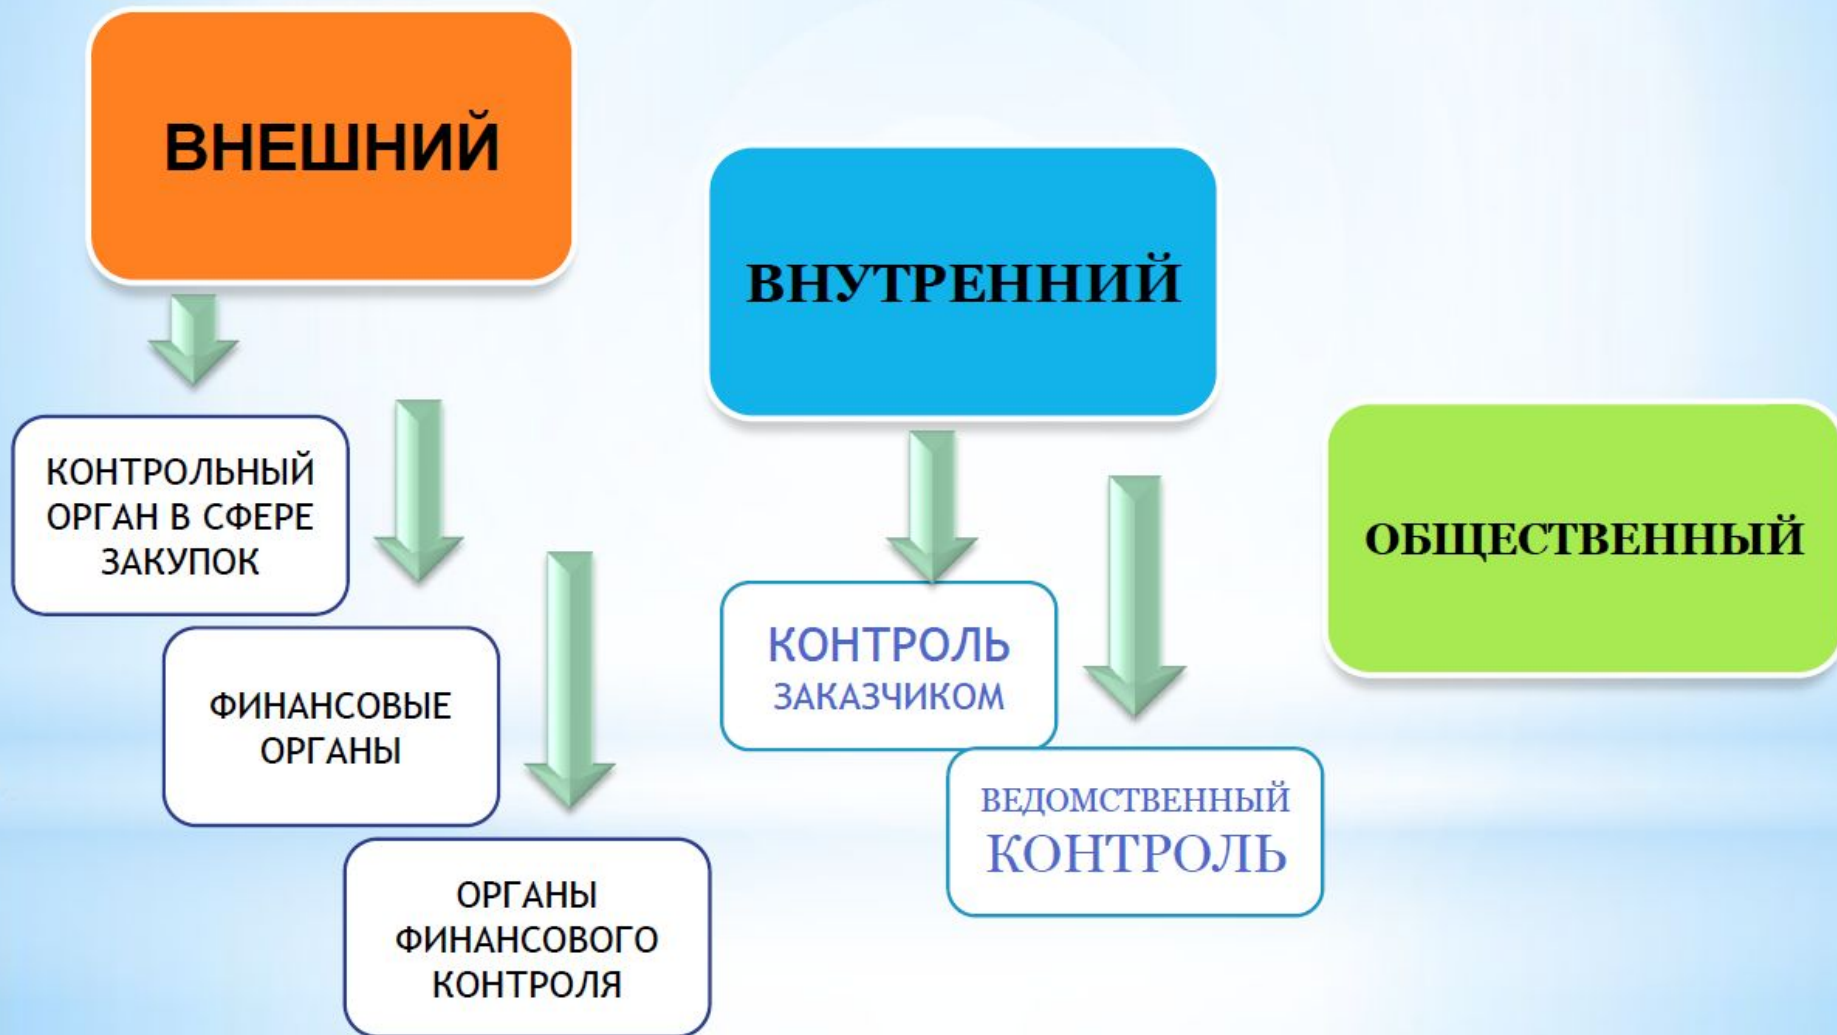 ВНЕШНИЙ
КОНТРОЛЬНЫЙ
ОРГАН В СФЕРЕ
ЗАКУПОК
ФИНАНСОВЫЕ
ОРГАНЫ
ОРГАНЫ
ФИНАНСОВОГО
КОНТРОЛЯ
ВНУТРЕННИЙ
КОНТРОЛЬ
ЗАКАЗЧИКОМ
ВЕДОМСТВЕННЫЙ
КОНТРОЛЬ
ОБЩЕСТВЕННЫЙ